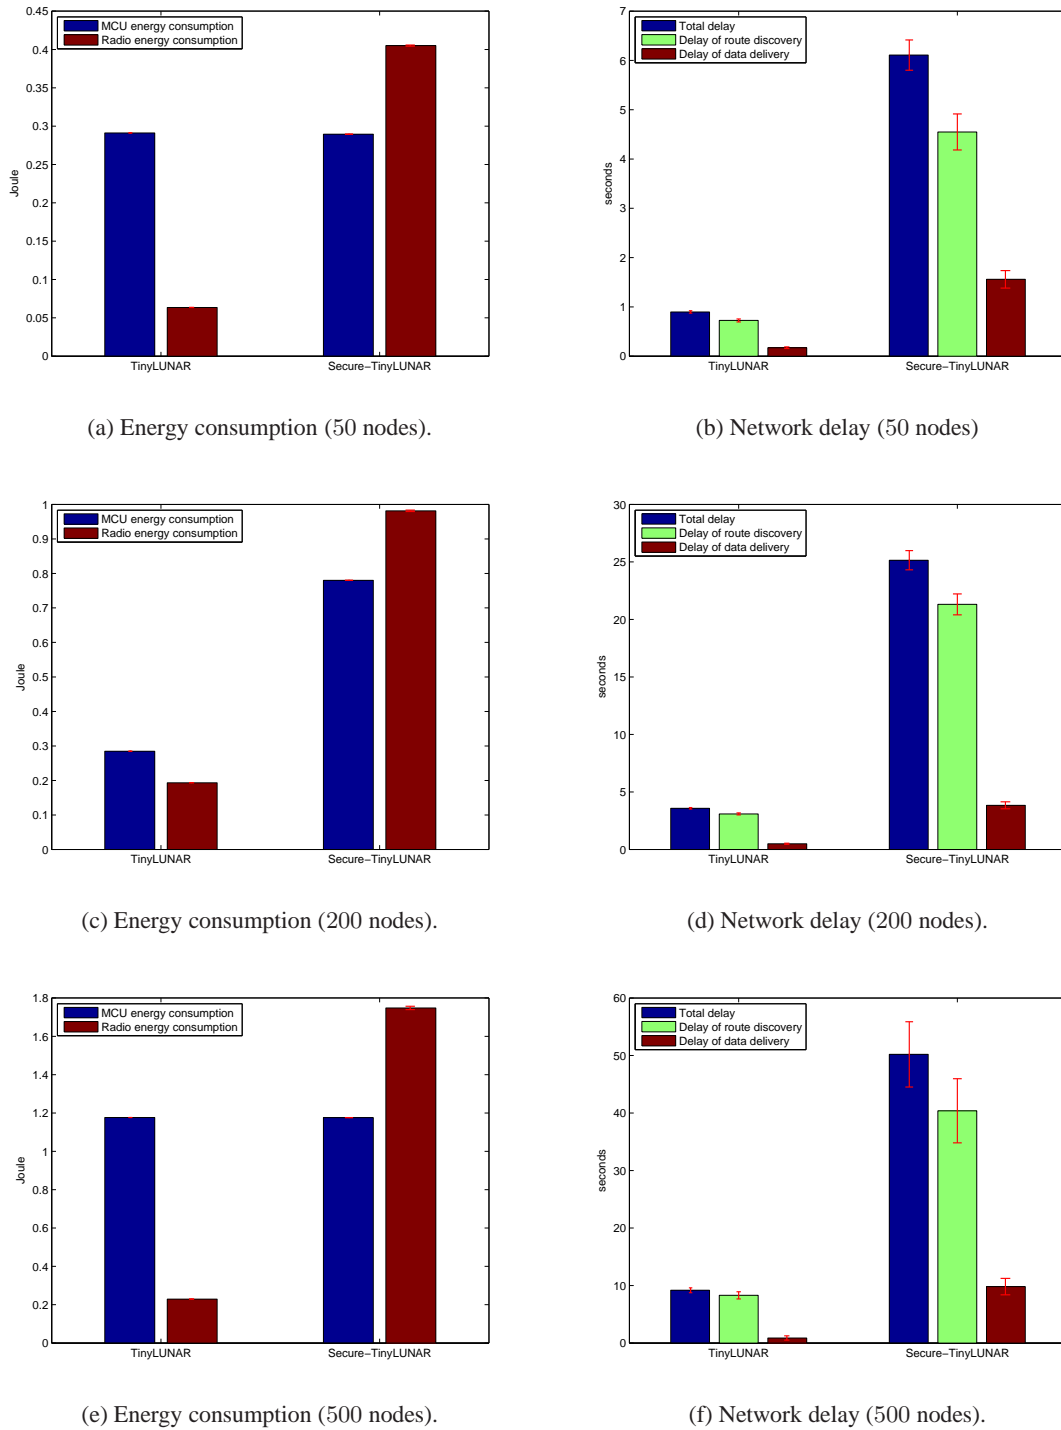 0.45
0.4
0.35
0.3
0.25
0.2
0.15
0.1
0.05
0
Joule
MCU energy consumption
Radio energy consumption
TinyLUNAR
Secure−TinyLUNAR
(a) Energy consumption (50 nodes).
7
6
5
4
3
2
1
0
seconds
Total delay
Delay of route discovery
Delay of data delivery
TinyLUNAR
Secure−TinyLUNAR
(b) Network delay (50 nodes)
1
0.9
0.8
0.7
0.6
0.5
0.4
0.3
0.2
0.1
0
Joule
MCU energy consumption
Radio energy consumption
TinyLUNAR
Secure−TinyLUNAR
(c) Energy consumption (200 nodes).
30
25
20
15
10
5
0
seconds
Total delay
Delay of route discovery
Delay of data delivery
TinyLUNAR
Secure−TinyLUNAR
(d) Network delay (200 nodes).
1.8
1.6
1.4
1.2
1
0.8
0.6
0.4
0.2
0
Joule
MCU energy consumption
Radio energy consumption
TinyLUNAR
Secure−TinyLUNAR
(e) Energy consumption (500 nodes).
60
50
40
30
20
10
0
seconds
Total delay
Delay of route discovery
Delay of data delivery
TinyLUNAR
Secure−TinyLUNAR
(f) Network delay (500 nodes).